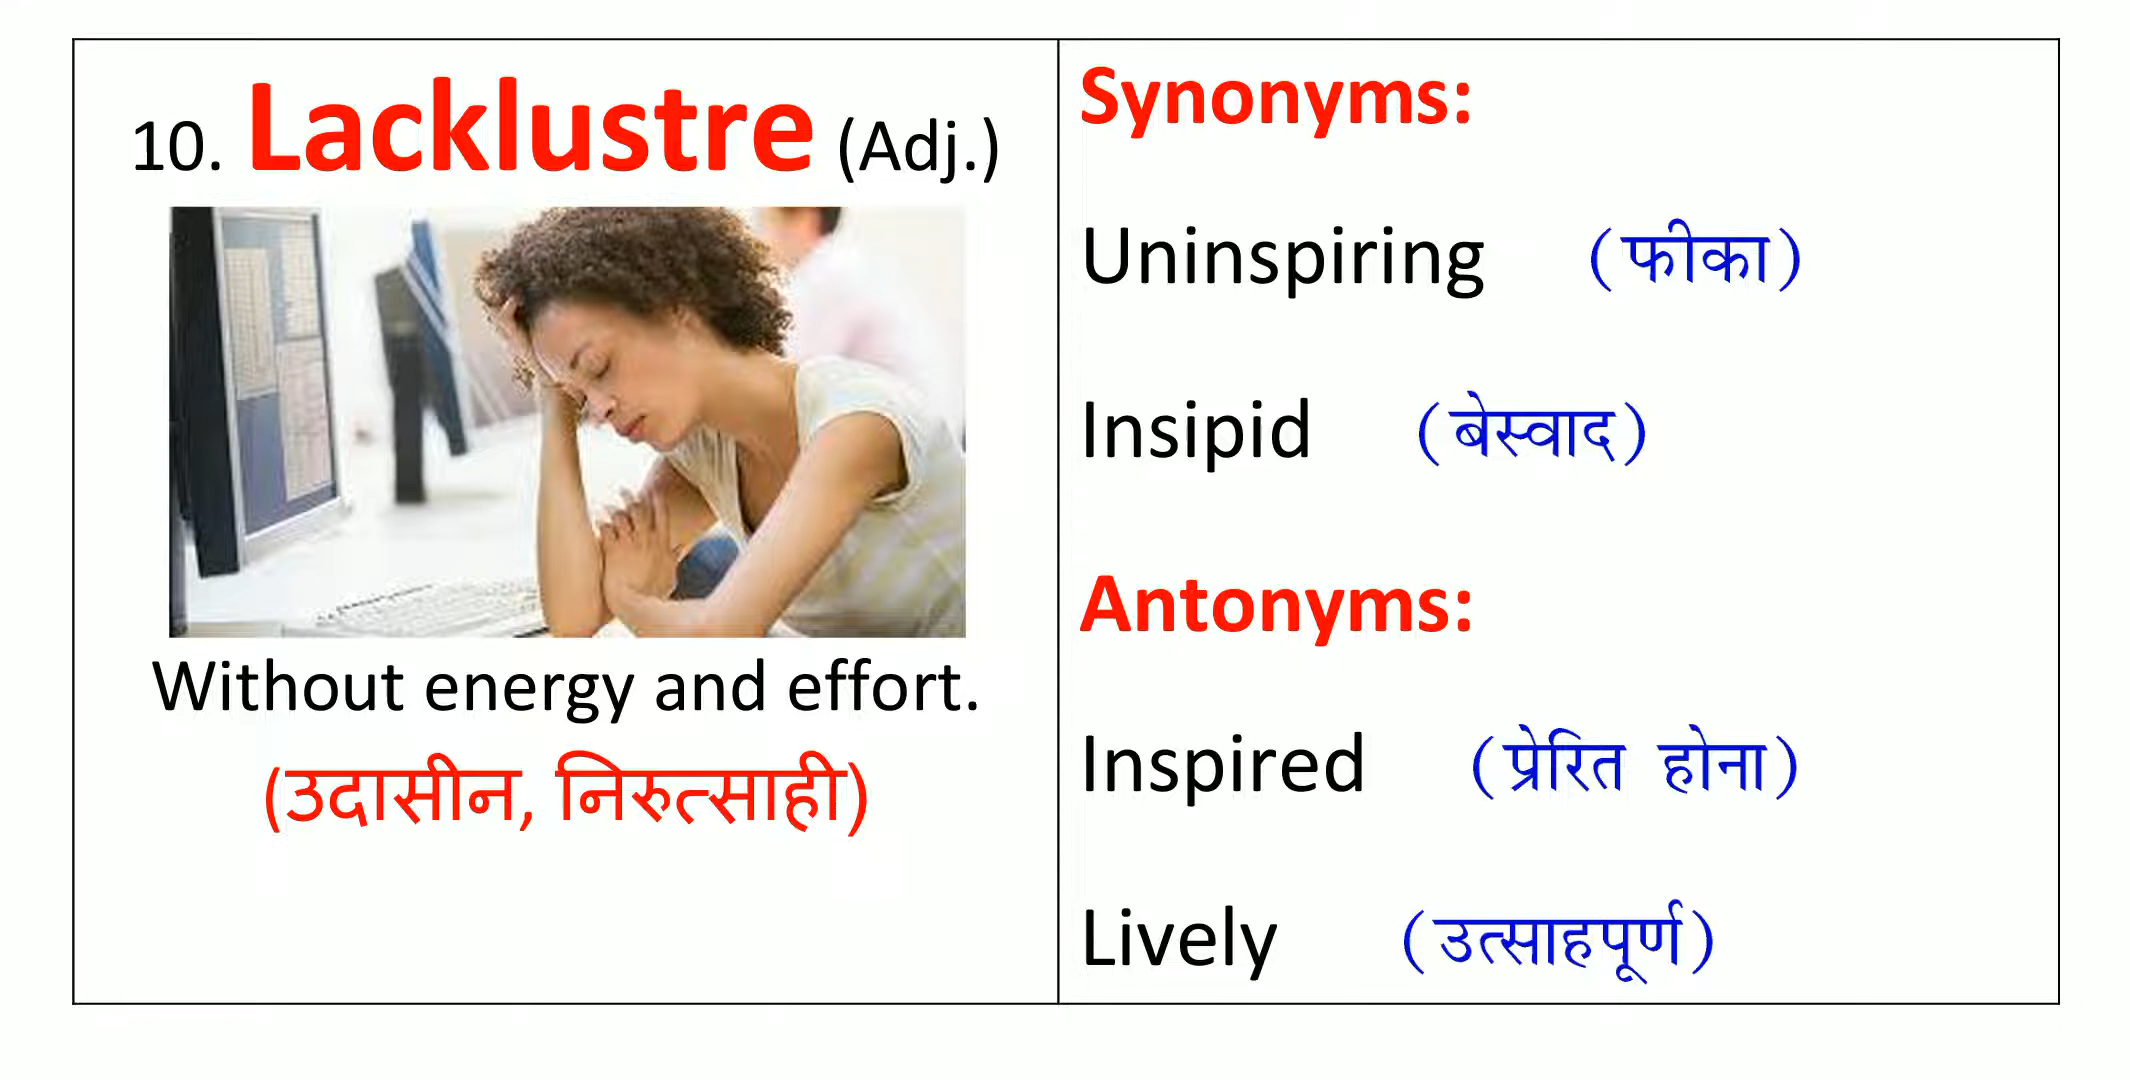 10. Lacklustre (Adj.)
Without energy and effort.
(उदासीन, निरुत्साही)
Synonyms:
Uninspiring (फीका)
Insipid (बेस्वाद)
Antonyms:
Inspired (प्रेरित होना)
Lively (उत्साहपूर्ण)